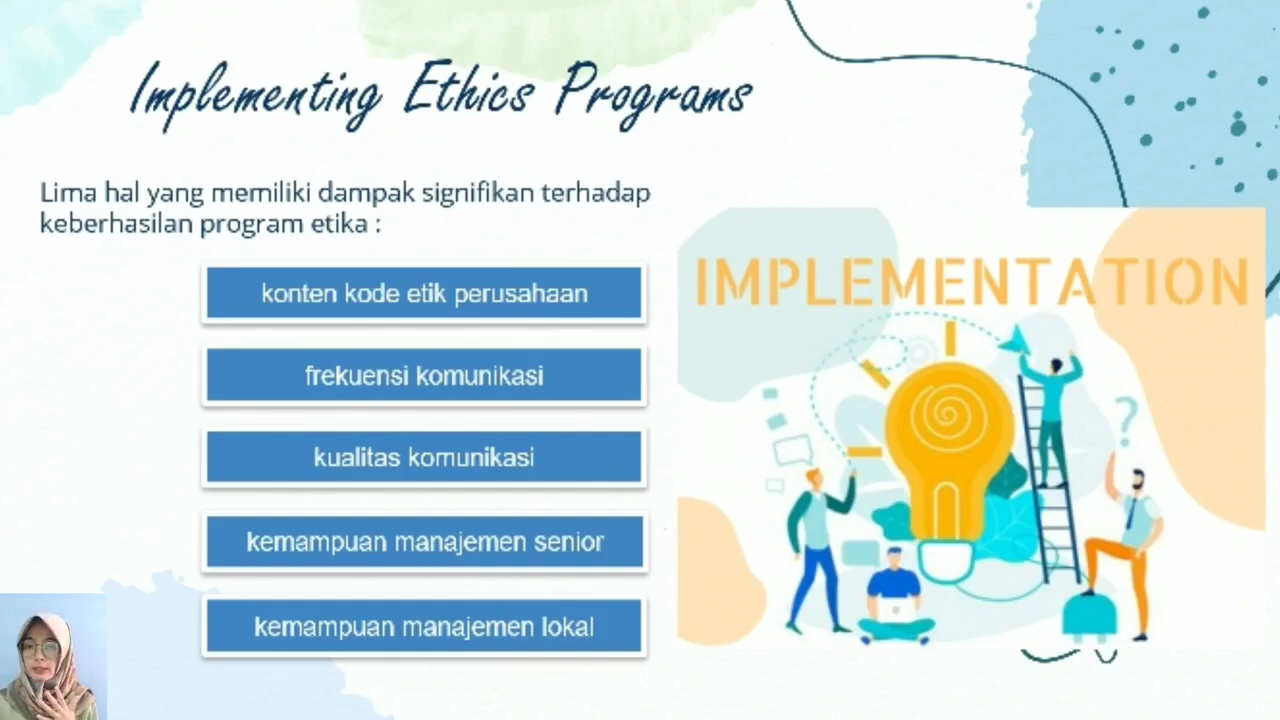 Implementing Ethics Programs
Lima hal yang memiliki dampak signifikan terhadap
keberhasilan program etika :
konten kode etik perusahaan
frekuensi komunikasi
kualitas komunikasi
kemampuan manajemen senior
kemampuan manajemen lokal
IMPLEMENTATION
?